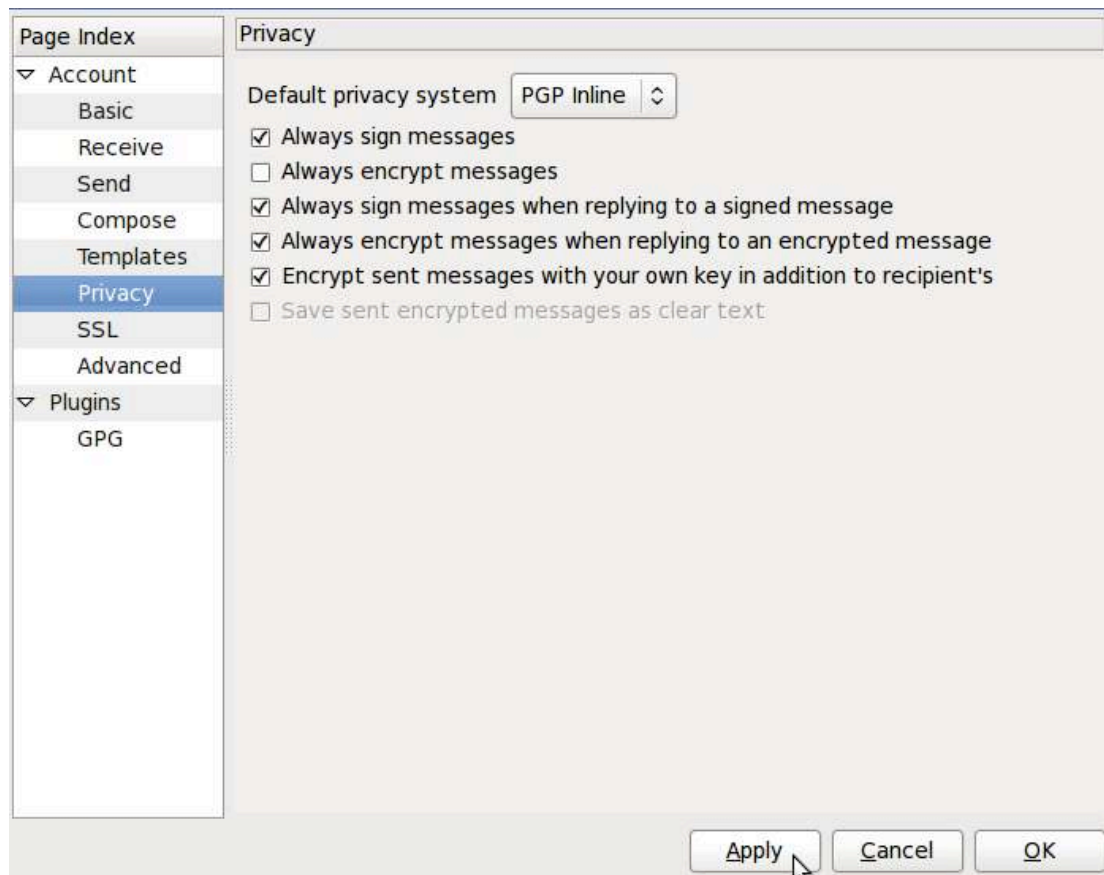 Page Index
Account
Basic
Receive
Send
Compose
Templates
Privacy
SSL
Advanced
Plugins
GPG
Privacy
Default privacy system PGP Inline
Always sign messages
Always encrypt messages
Always sign messages when replying to a signed message
Always encrypt messages when replying to an encrypted message
Encrypt sent messages with your own key in addition to recipient's
Save sent encrypted messages as clear text
Apply Cancel OK